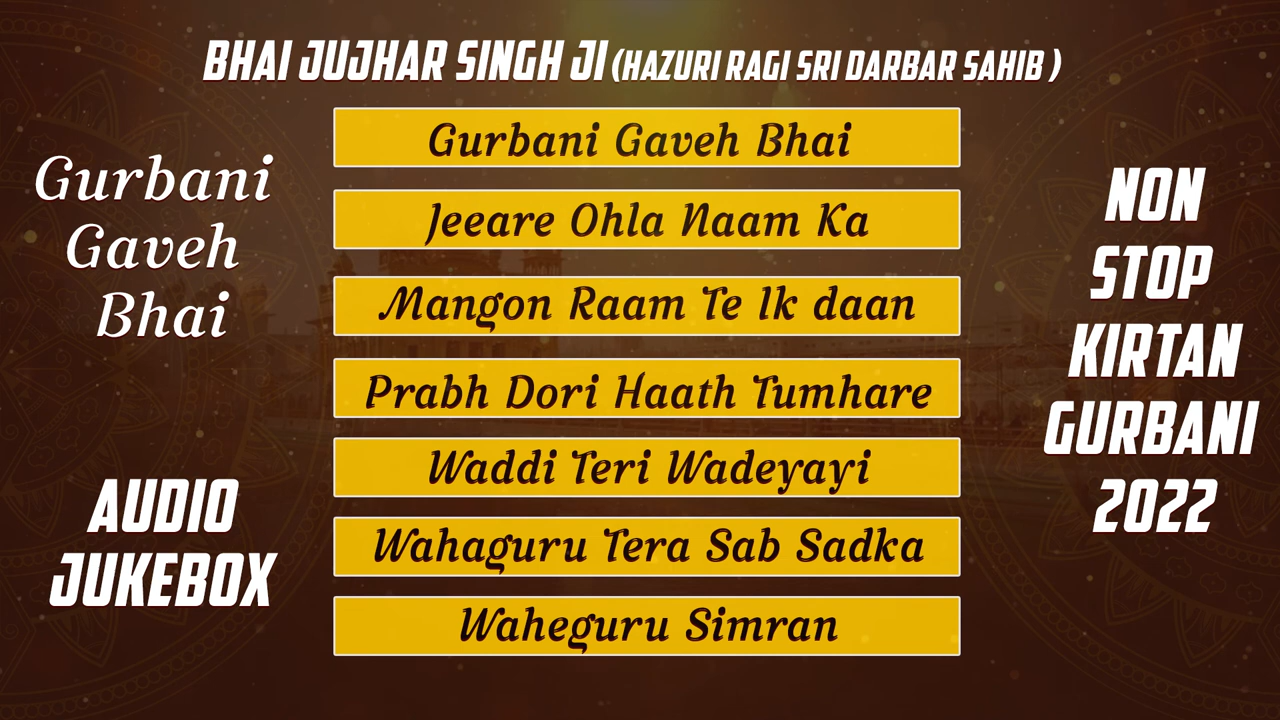 BHAI JUJHAR SINGH JI (HAZURI RAGI SRI DARBAR SAHIB )
Gurbani
Gaveh
Bhai
AUDIO
JUKEBOX
Gurbani Gaveh Bhai
Jeeare Ohla Naam Ka
Mangon Raam Te Ik daan
Prabh Dori Haath Tumhare
Waddi Teri Wadeyayi
Wahaguru Tera Sab Sadka
Waheguru Simran
NON
STOP
KIRTAN
GURBANI
2022